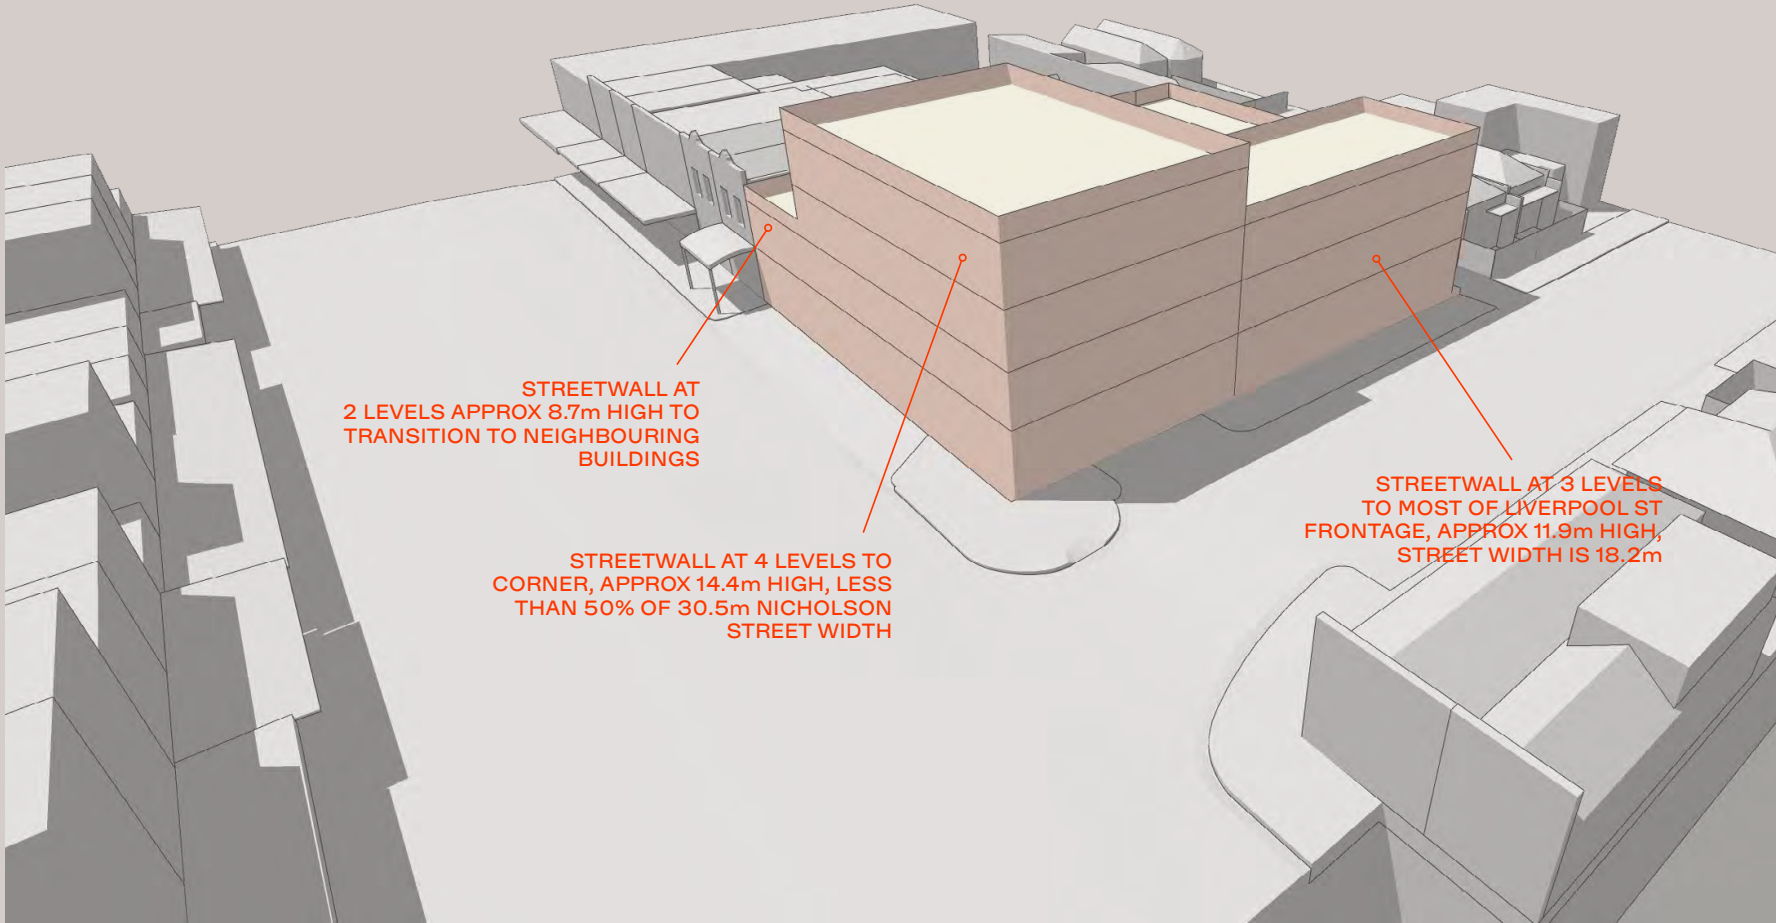 STREETWALL AT
2 LEVELS APPROX 8.7m HIGH TO
TRANSITION TO NEIGHBOURING
BUILDINGS
STREETWALL AT 4 LEVELS TO
CORNER, APPROX 14.4m HIGH, LESS
THAN 50% OF 30.5m NICHOLSON
STREET WIDTH
STREETWALL AT 3 LEVELS
TO MOST OF LIVERPOOL ST
FRONTAGE, APPROX 11.9m HIGH,
STREET WIDTH IS 18.2m